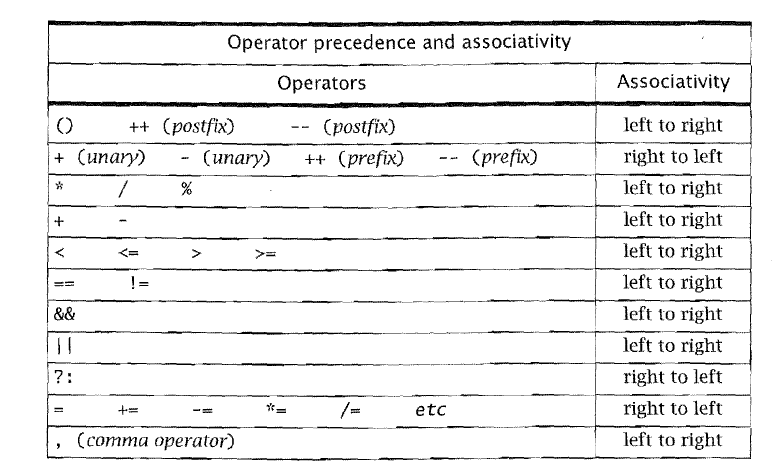 Operator precedence and associativity
Operators Associativity
() ++ (postfix) -- (postfix) left to right
+ (unary) - (unary) ++ (prefix) -- (prefix) right to left
* / % left to right
+ - left to right
< <= > >= left to right
== != left to right
&& left to right
|| left to right
?: right to left
= += -= *= /= etc right to left
, (comma operator) left to right